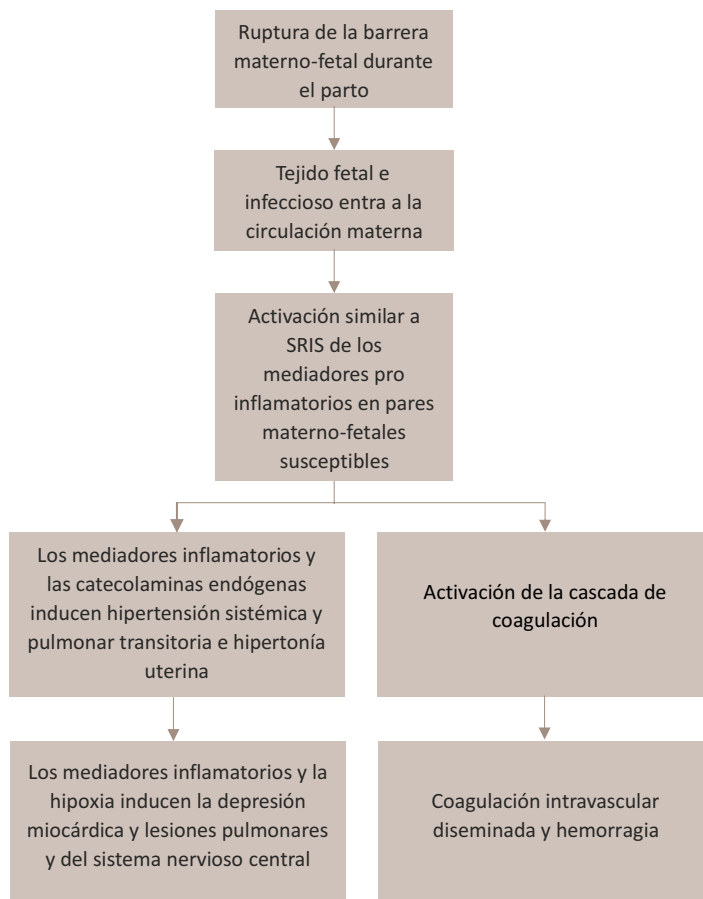 Ruptura de la barrera
materno-fetal durante
el parto
Tejido fetal e
infeccioso entra a la
circulación materna
Activación similar a
SRIS de los
mediadores pro
inflamatorios en pares
materno-fetales
susceptibles
Los mediadores inflamatorios y
las catecolaminas endógenas
inducen hipertensión sistémica y
pulmonar transitoria e hipertonía
uterina
Activación de la cascada de
coagulación
Los mediadores inflamatorios y la
hipoxia inducen la depresión
miocárdica y lesiones pulmonares
y del sistema nervioso central
Coagulación intravascular
diseminada y hemorragia